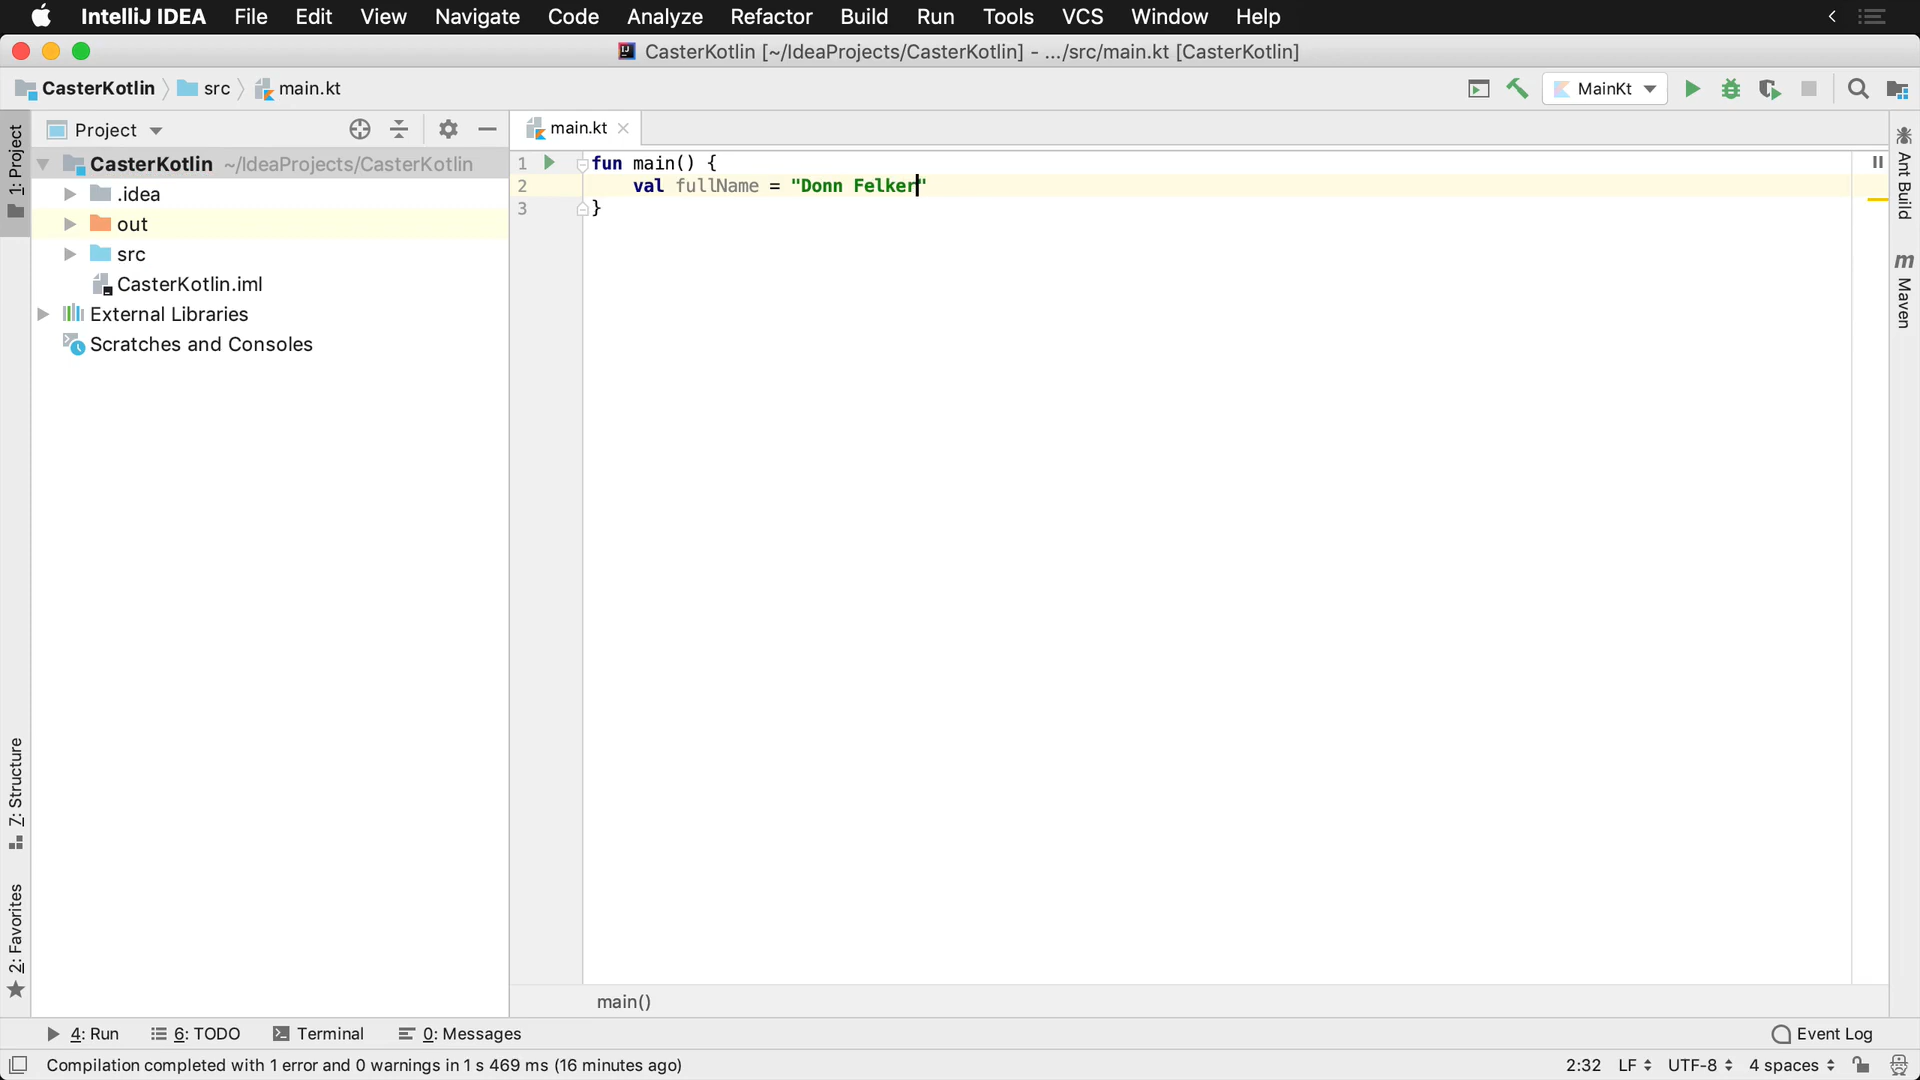 IntelliJ IDEA File Edit View Navigate Code Analyze Refactor Build Run Tools VCS Window Help
CasterKotlin [~/IdeaProjects/CasterKotlin] - .../src/main.kt [CasterKotlin]
CasterKotlin src main.kt MainKt
1: Project
Project
main.kt
CasterKotlin ~/IdeaProjects/CasterKotlin
.idea
out
src
CasterKotlin.iml
External Libraries
Scratches and Consoles
1 fun main() {
2 val fullName = "Donn Felker"
3 }
Ant Build
m Maven
7: Structure
2: Favorites
main()
4: Run 6: TODO Terminal 0: Messages Event Log
Compilation completed with 1 error and 0 warnings in 1 s 469 ms (16 minutes ago) 2:32 LF UTF-8 4 spaces